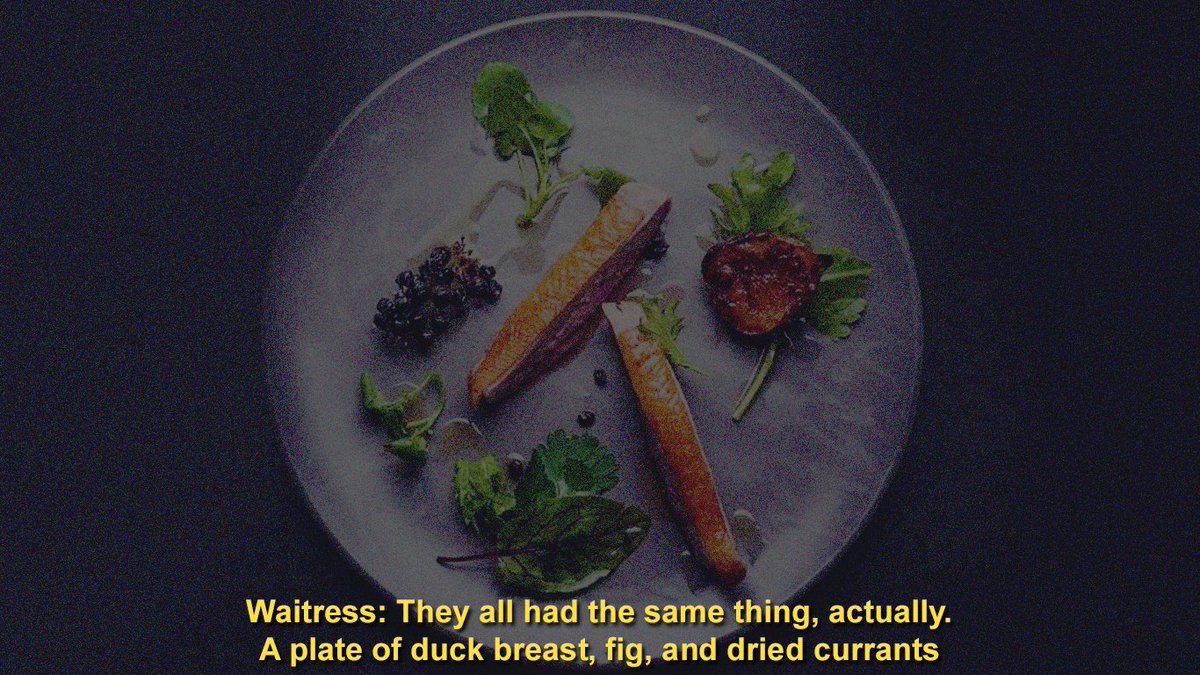 Waitress: They all had the same thing, actually.
A plate of duck breast, fig, and dried currants